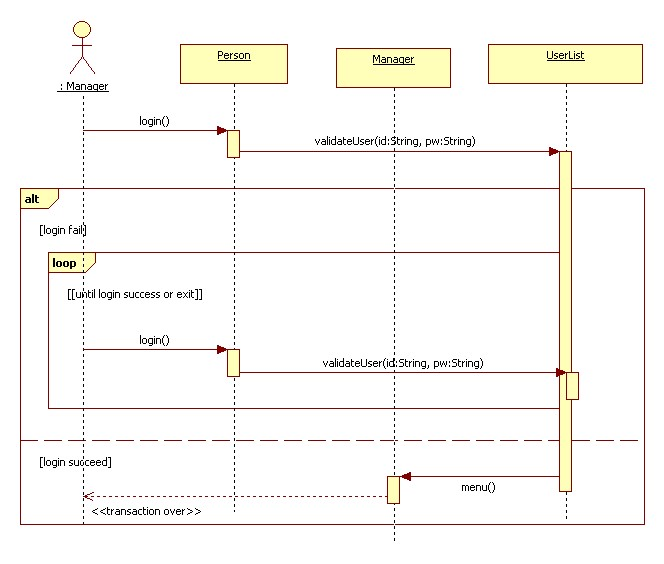 Person
Manager
UserList
: Manager
login()
validateUser(id:String, pw:String)
alt
[login fail]
loop
[[until login success or exit]]
login()
validateUser(id:String, pw:String)
[login succeed]
menu()
<<transaction over>>